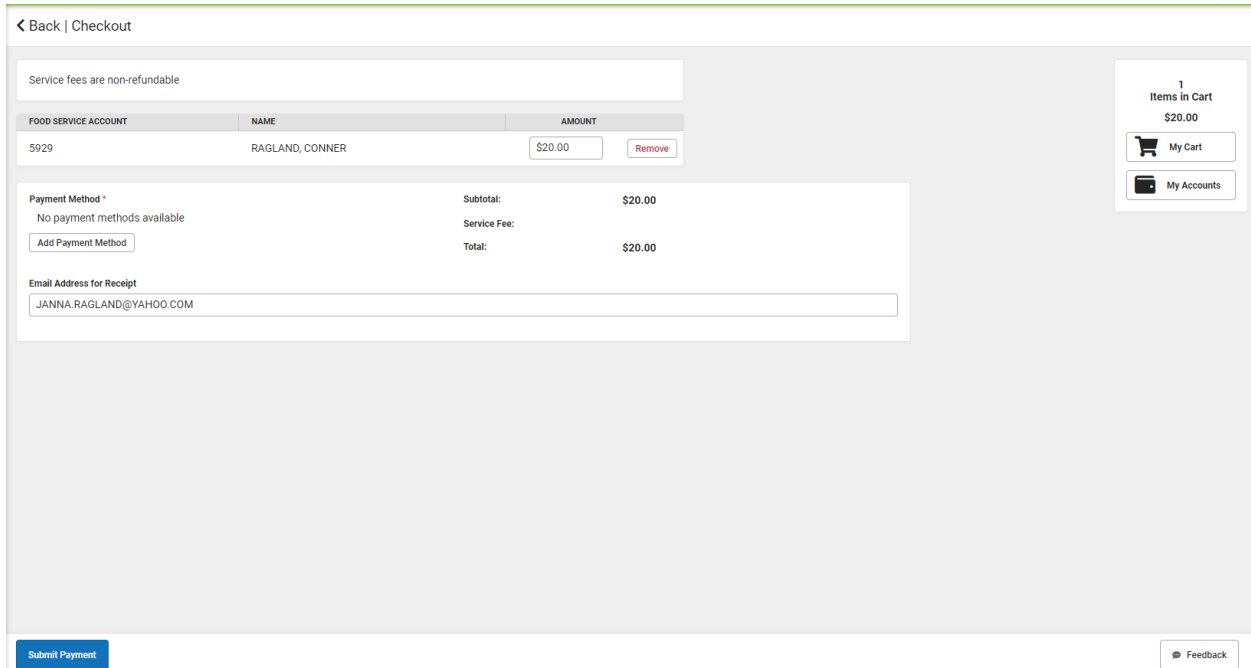 Back | Checkout
Service fees are non-refundable
1
Items in Cart
$20.00
My Cart
My Accounts
FOOD SERVICE ACCOUNT NAME AMOUNT
5929 RAGLAND, CONNER $20.00 Remove
Payment Method *
No payment methods available
Add Payment Method
Subtotal: $20.00
Service Fee:
Total: $20.00
Email Address for Receipt
JANNA.RAGLAND@YAHOO.COM
Submit Payment
Feedback